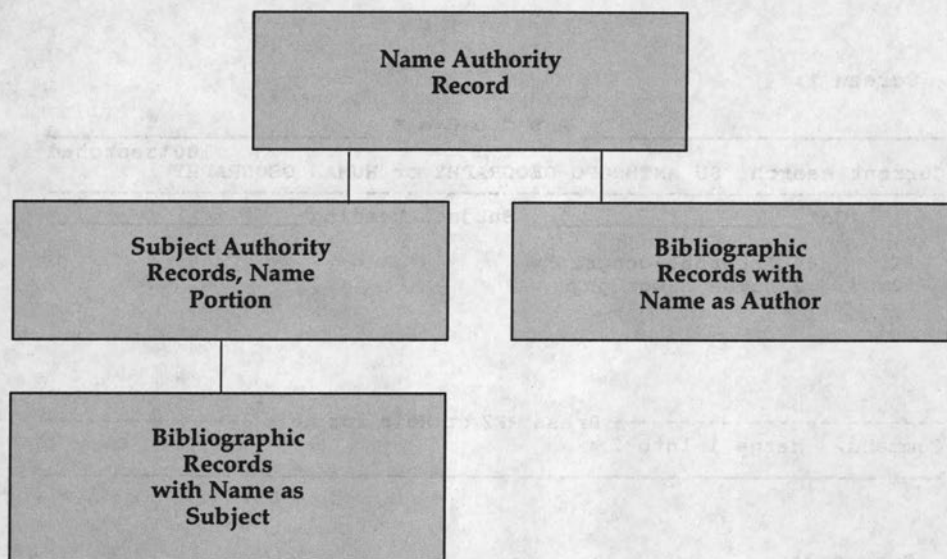 Name Authority
Record
Subject Authority
Records, Name
Portion
Bibliographic
Records with
Name as Author
Bibliographic
Records
with Name as
Subject